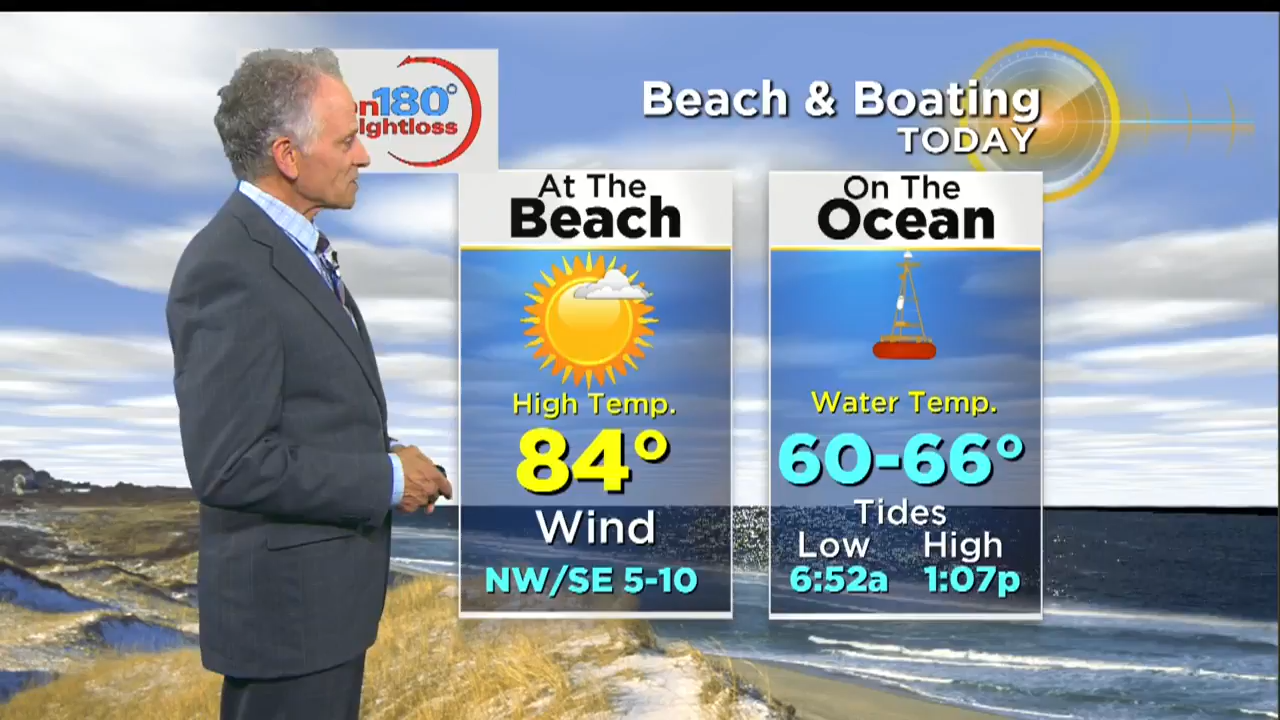 180°
Beach & Boating
TODAY
At The
Beach
High Temp.
84°
Wind
NW/SE 5-10
On The
Ocean
Water Temp.
60-66°
Tides
Low High
6:52a 1:07p